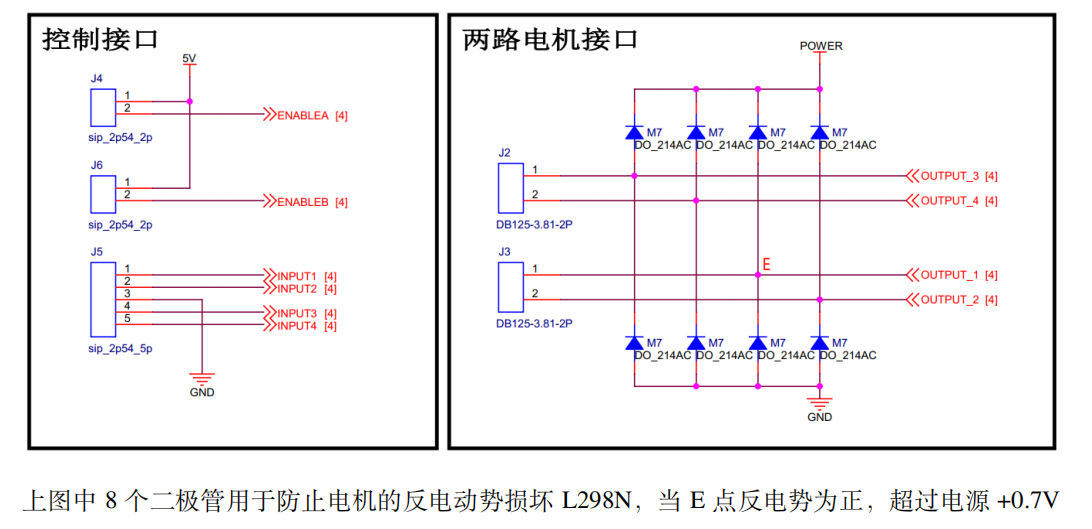 控制接口
5V
J4
1
2
ENABLEA [4]
sip_2p54_2p
J6
1
2
ENABLEB [4]
sip_2p54_2p
J5
1
2
3
4
5
INPUT1 [4]
INPUT2 [4]
INPUT3 [4]
INPUT4 [4]
sip_2p54_5p
GND
两路电机接口
POWER
M7 M7 M7 M7
DO_214AC DO_214AC DO_214AC DO_214AC
J2
1
2
OUTPUT_3 [4]
OUTPUT_4 [4]
DB125-3.81-2P
J3
1
2
E
OUTPUT_1 [4]
OUTPUT_2 [4]
DB125-3.81-2P
M7 M7 M7 M7
DO_214AC DO_214AC DO_214AC DO_214AC
GND
上图中 8 个二极管用于防止电机的反电动势损坏 L298N，当 E 点反电势为正，超过电源 +0.7V